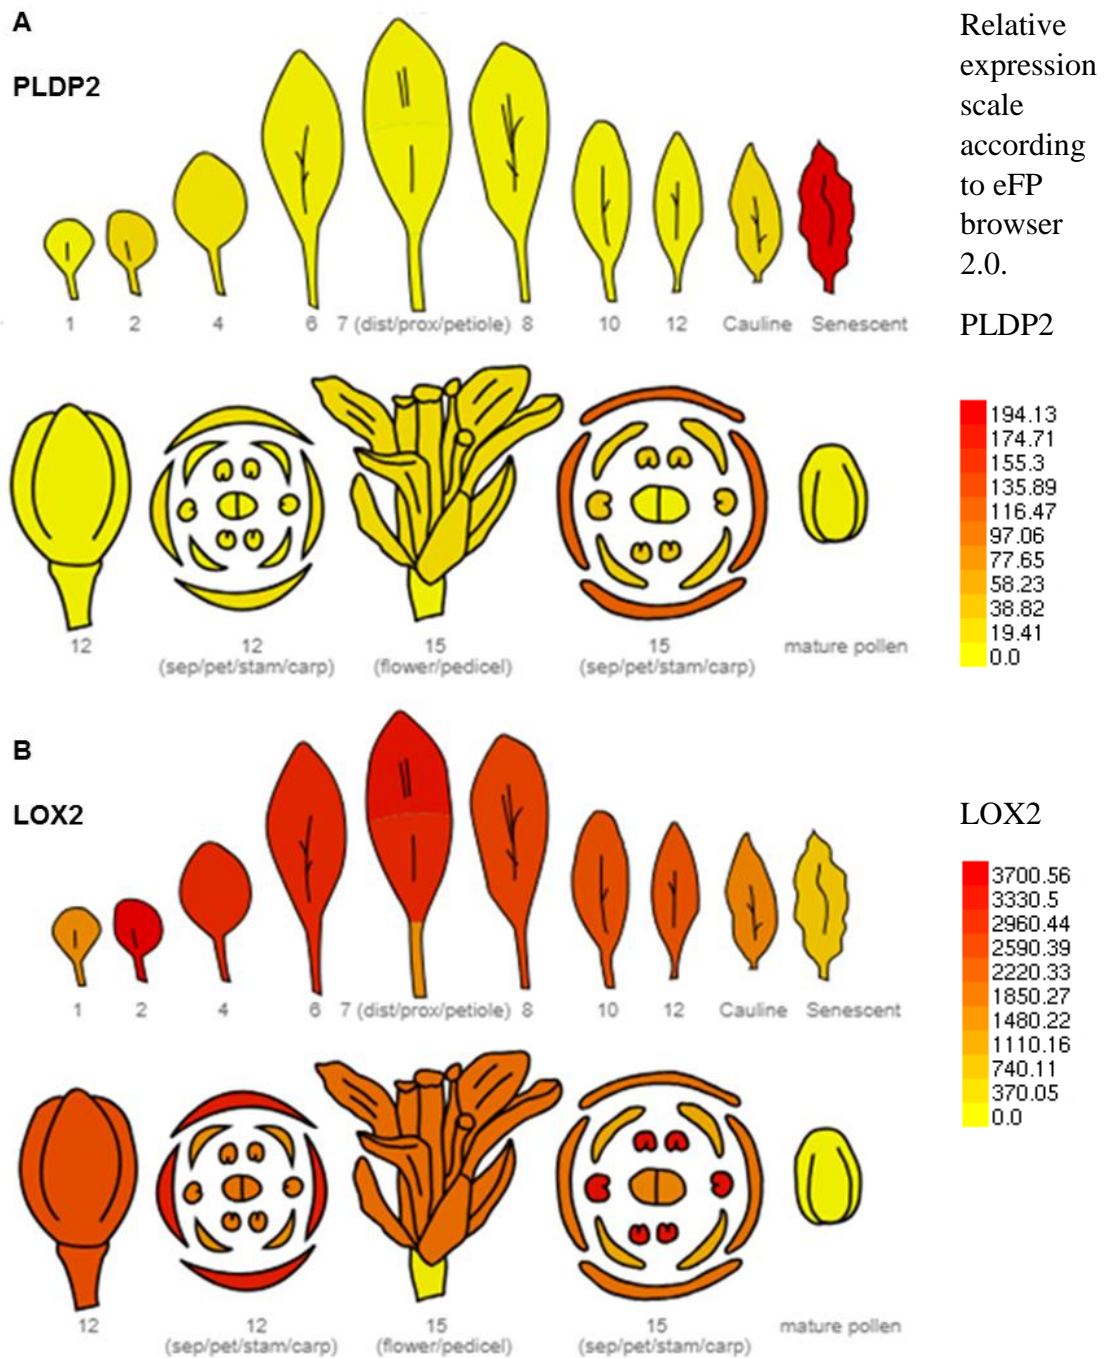 A
PLDP2
Relative
expression
scale
according
to eFP
browser
2.0.
1 2 4 6 7 (dist/prox/petiole) 8 10 12 Cauline Senescent
PLDP2
194.13
174.71
155.3
135.89
116.47
97.06
77.65
58.23
38.82
19.41
0.0
12 12 15 15 mature pollen
(sep/pet/stam/carp) (flower/pedicel) (sep/pet/stam/carp)
B
LOX2
LOX2
3700.56
3330.5
2960.44
2590.39
2220.33
1850.27
1480.22
1110.16
740.11
370.05
0.0
1 2 4 6 7 (dist/prox/petiole) 8 10 12 Cauline Senescent
12 12 15 15 mature pollen
(sep/pet/stam/carp) (flower/pedicel) (sep/pet/stam/carp)